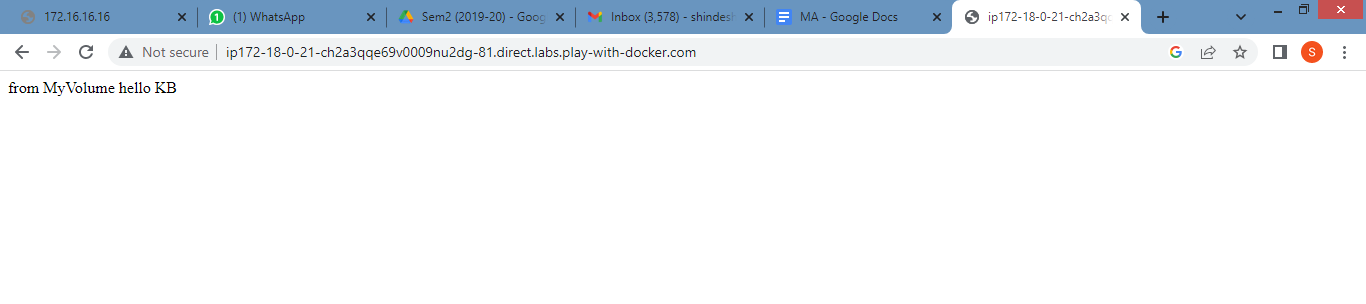 172.16.16.16
(1) WhatsApp
Sem2 (2019-20) - Goog
Inbox (3,578) - shindesh
MA - Google Docs
ip172-18-0-21-ch2a3qq
Not secure
ip172-18-0-21-ch2a3qqe69v0009nu2dg-81.direct.labs.play-with-docker.com
S
from MyVolume hello KB